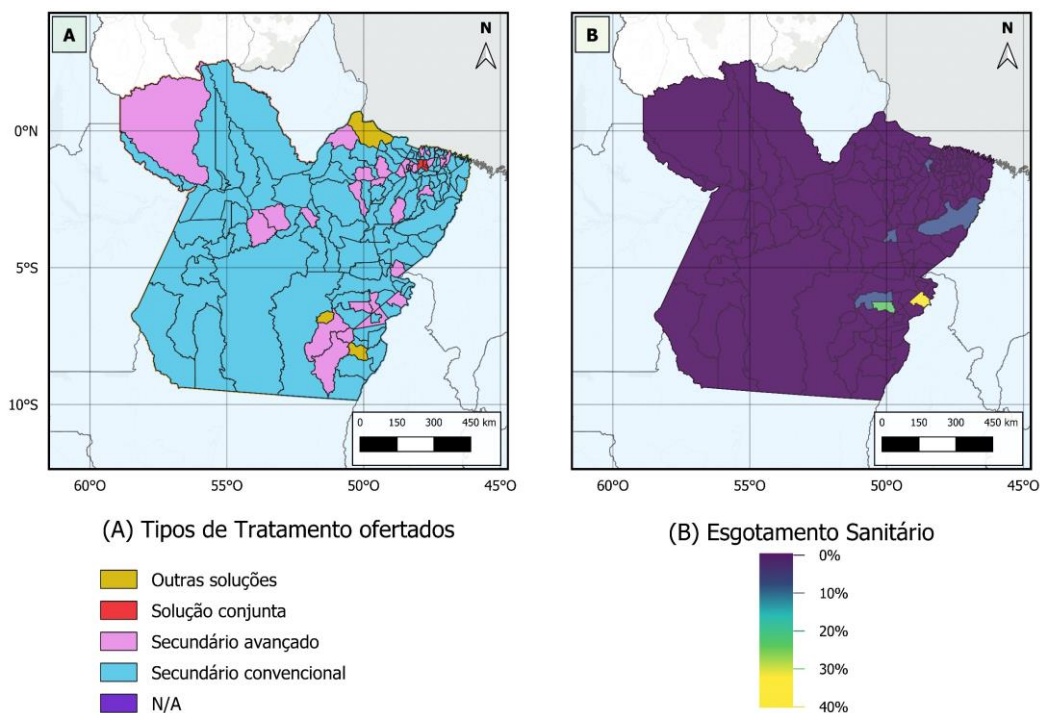 A
N
0°N
5°S
10°S
0 150 300 450 km
60°O 55°O 50°O 45°O
B
N
0 150 300 450 km
60°O 55°O 50°O 45°O
(A) Tipos de Tratamento ofertados
Outras soluções
Solução conjunta
Secundário avançado
Secundário convencional
N/A
(B) Esgotamento Sanitário
0%
10%
20%
30%
40%